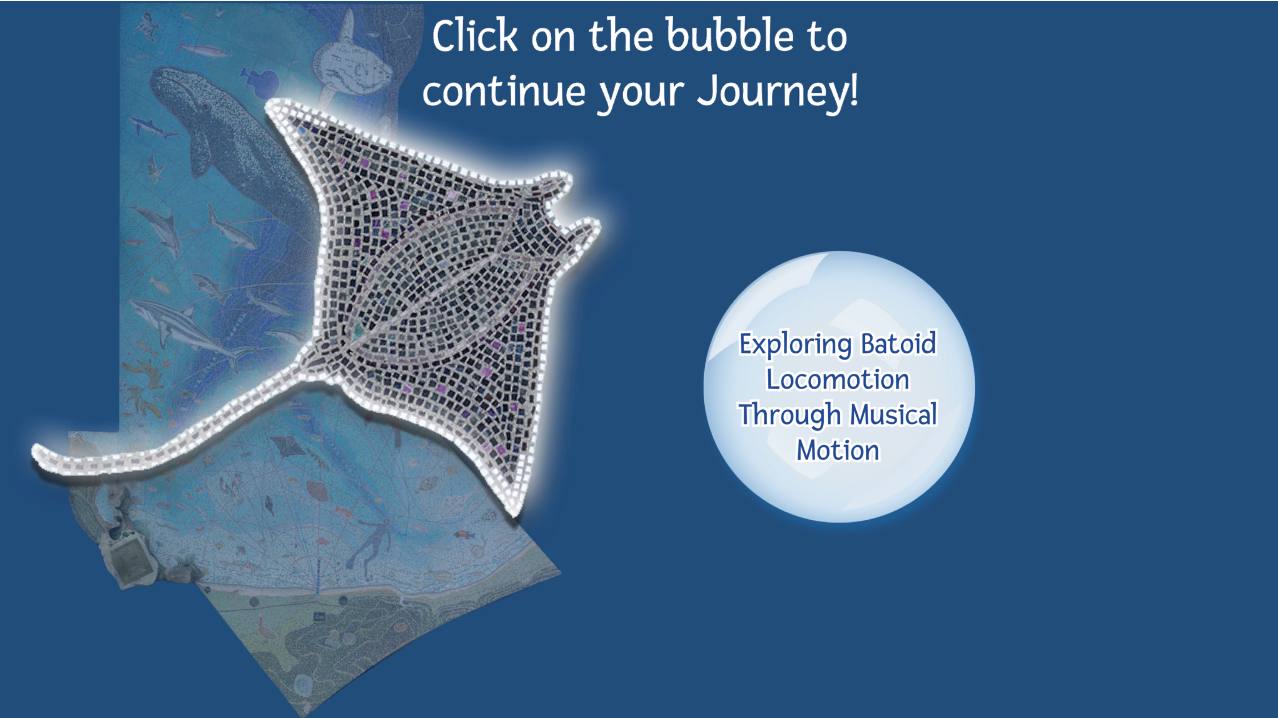 Click on the bubble to
continue your Journey!
Exploring Batoid
Locomotion
Through Musical
Motion